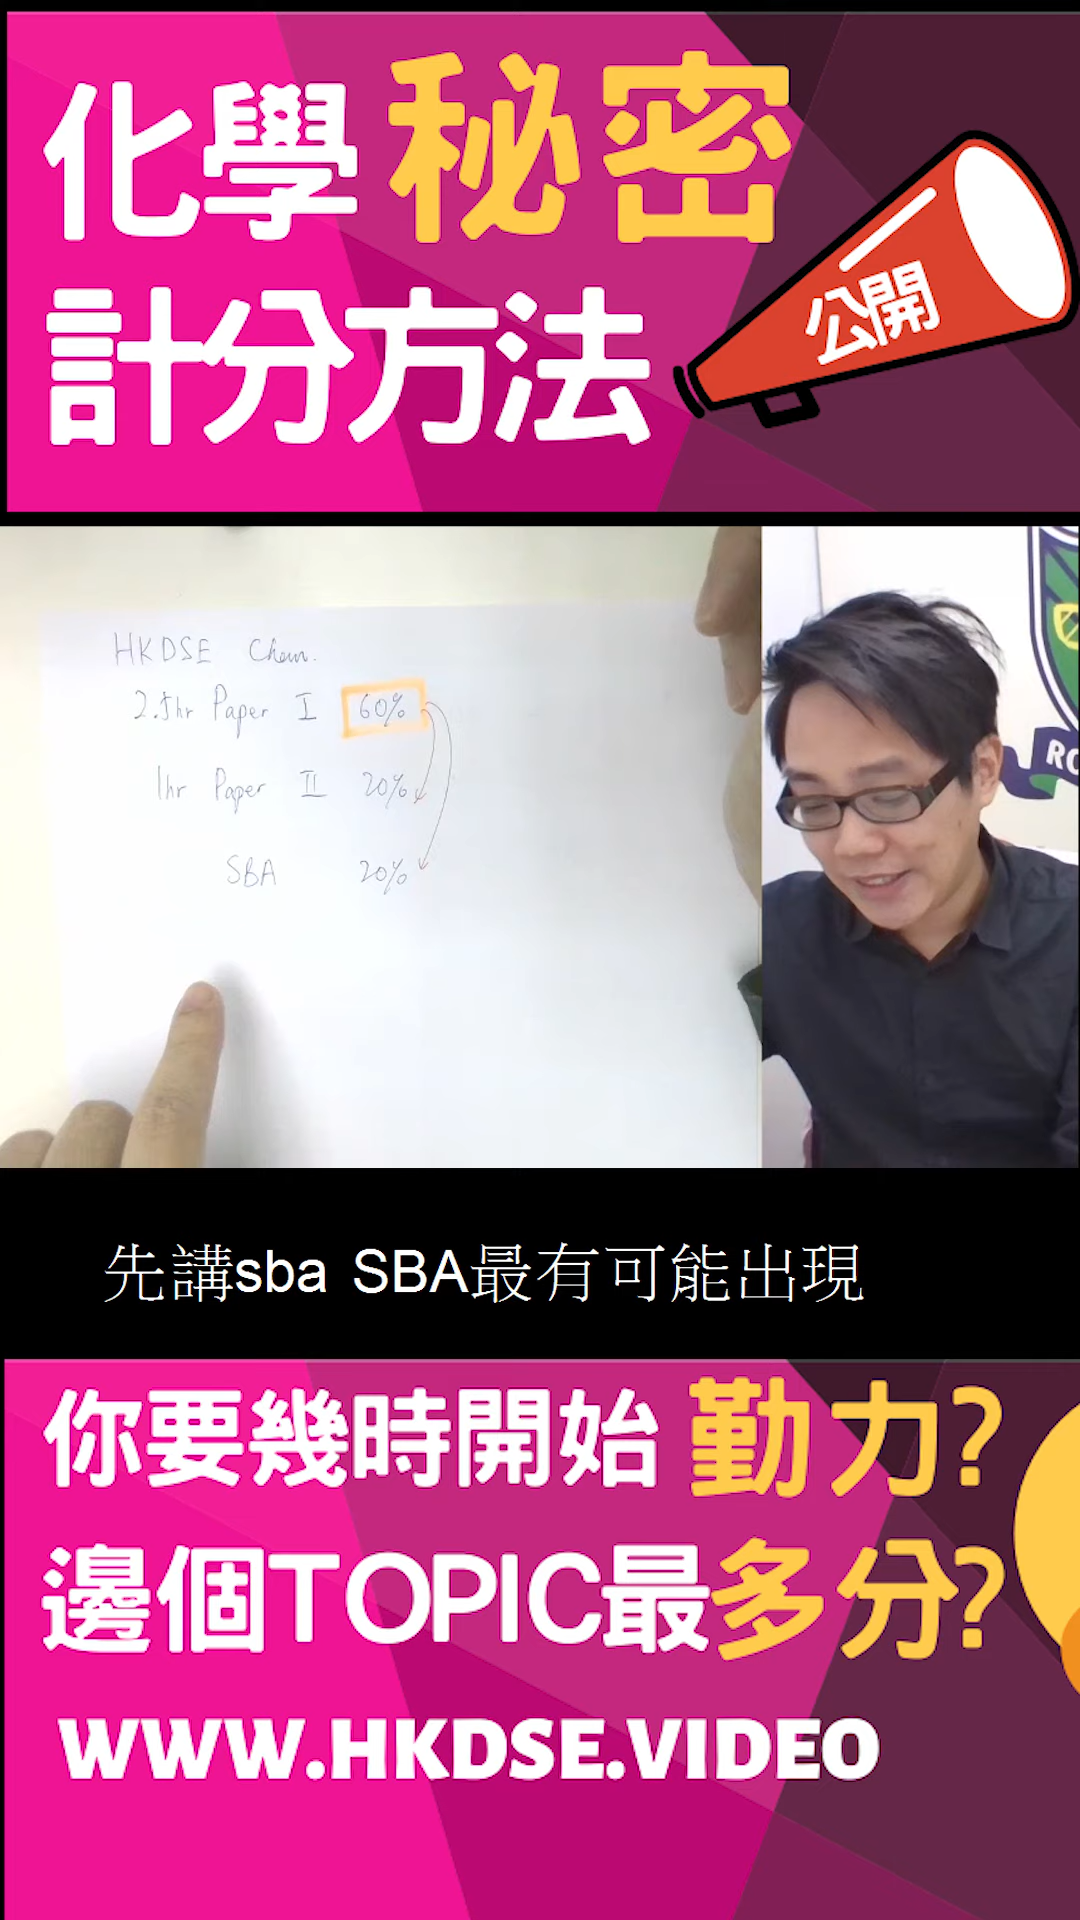 化學秘密
計分方法
公開
HKDSE Chem.
2.5hr Paper I 60%
1hr Paper II 20%
SBA 20%
RO
先講sba SBA最有可能出現
你要幾時開始勤力?
邊個TOPIC最多分?
WWW.HKDSE.VIDEO